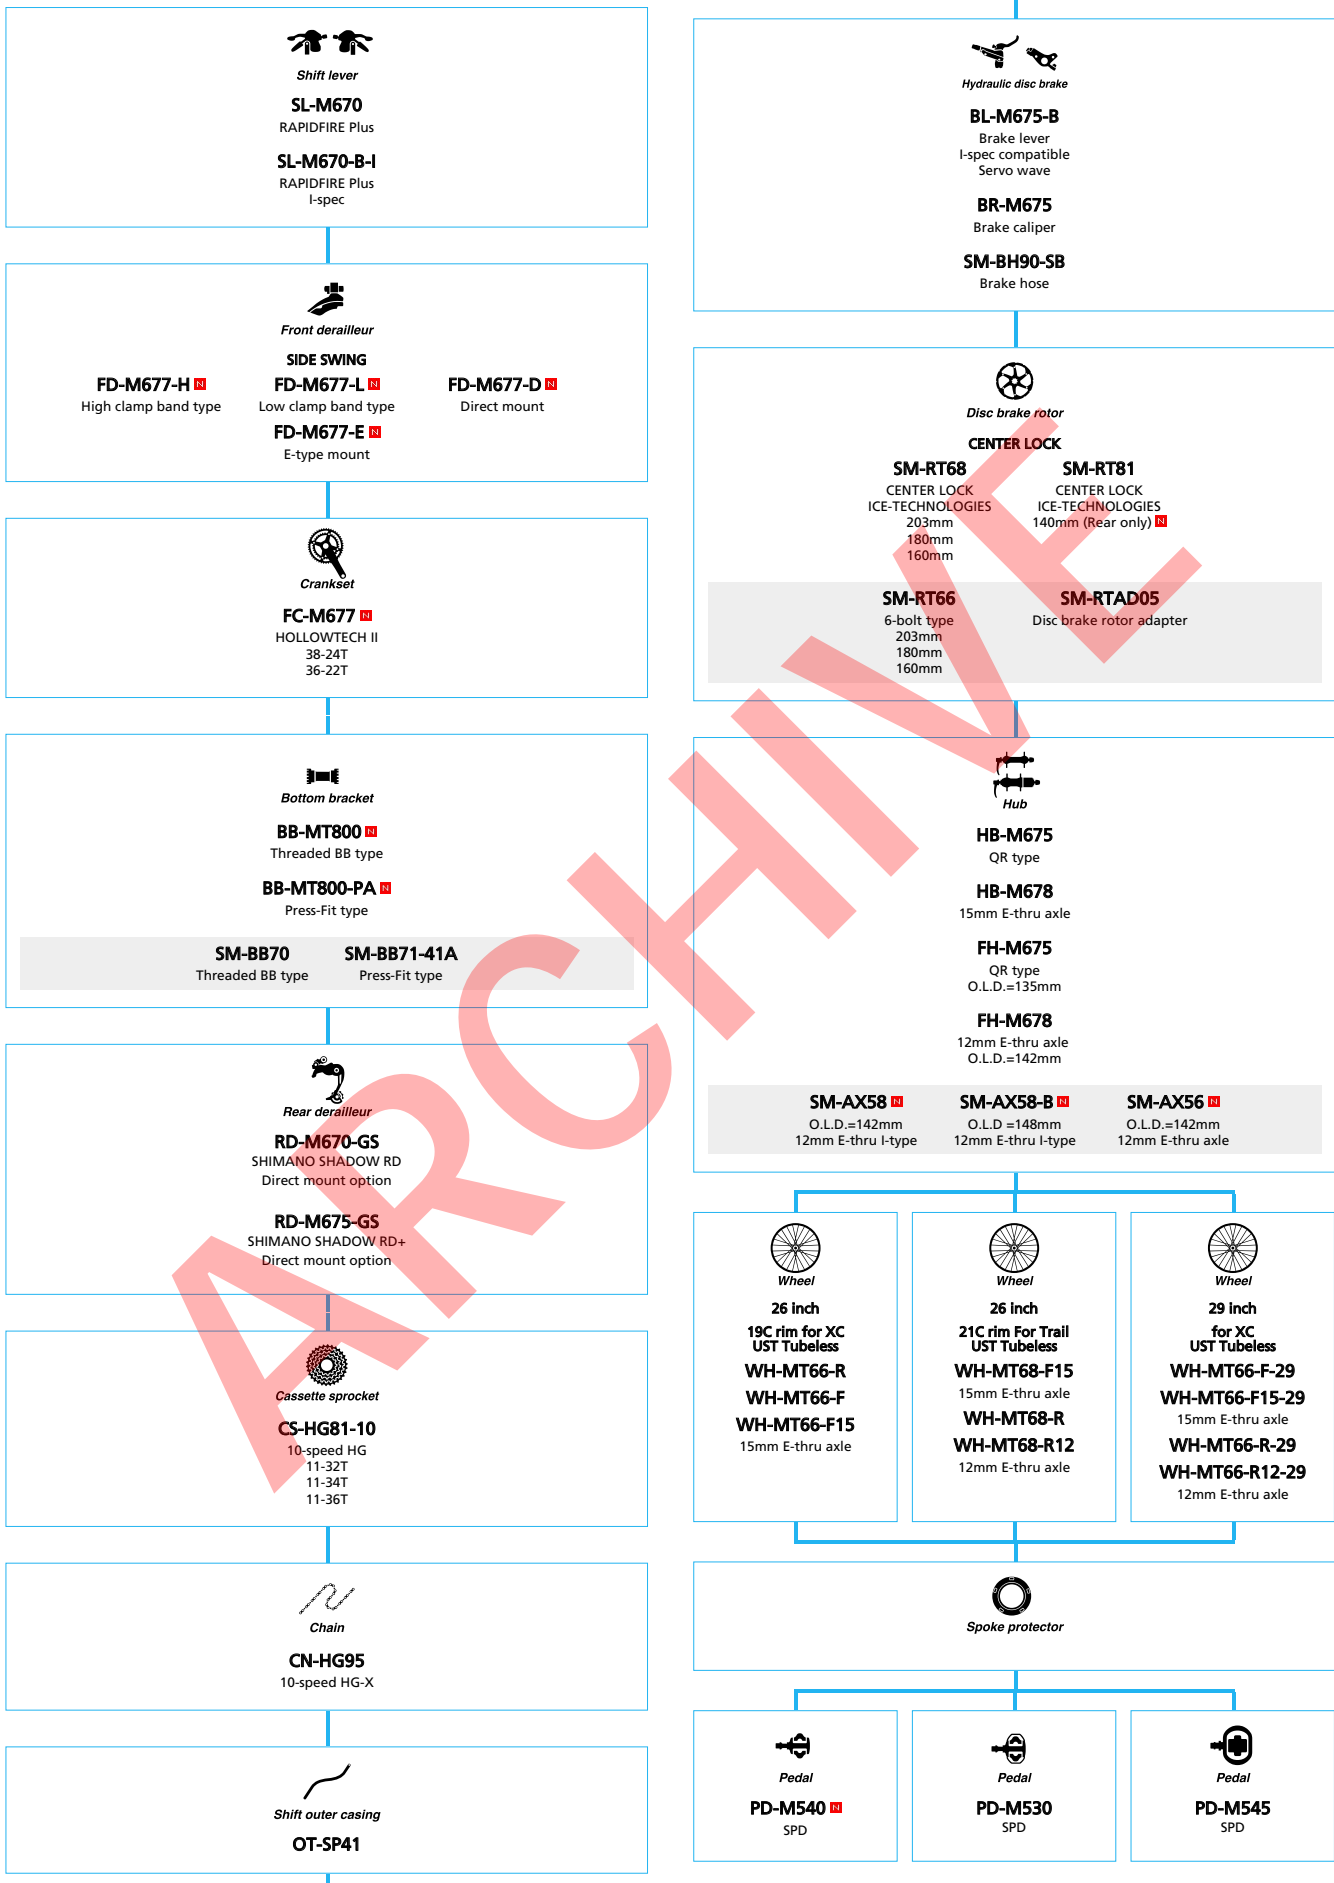 Shift lever
SL-M670
RAPIDFIRE Plus
SL-M670-B-I
RAPIDFIRE Plus
I-spec
Front derailleur
SIDE SWING
FD-M677-H N FD-M677-L N FD-M677-D N
High clamp band type Low clamp band type Direct mount
FD-M677-E N
E-type mount
Crankset
FC-M677 N
HOLLOWTECH II
38-24T
36-22T
Bottom bracket
BB-MT800 N
Threaded BB type
BB-MT800-PA N
Press-Fit type
SM-BB70 SM-BB71-41A
Threaded BB type Press-Fit type
Rear derailleur
RD-M670-GS
SHIMANO SHADOW RD
Direct mount option
RD-M675-GS
SHIMANO SHADOW RD+
Direct mount option
Cassette sprocket
CS-HG81-10
10-speed HG
11-32T
11-34T
11-36T
Chain
CN-HG95
10-speed HG-X
Shift outer casing
OT-SP41
Hydraulic disc brake
BL-M675-B
Brake lever
I-spec compatible
Servo wave
BR-M675
Brake caliper
SM-BH90-SB
Brake hose
Disc brake rotor
CENTER LOCK
SM-RT68 SM-RT81
CENTER LOCK CENTER LOCK
ICE-TECHNOLOGIES ICE-TECHNOLOGIES
203mm 140mm (Rear only) N
180mm
160mm
SM-RT66 SM-RTAD05
6-bolt type Disc brake rotor adapter
203mm
180mm
160mm
Hub
HB-M675
QR type
HB-M678
15mm E-thru axle
FH-M675
QR type
O.L.D.=135mm
FH-M678
12mm E-thru axle
O.L.D.=142mm
SM-AX58 N SM-AX58-B N SM-AX56 N
O.L.D.=142mm O.L.D =148mm O.L.D.=142mm
12mm E-thru I-type 12mm E-thru I-type 12mm E-thru axle
Wheel
26 inch
19C rim for XC
UST Tubeless
WH-MT66-R
WH-MT66-F
WH-MT66-F15
15mm E-thru axle
Wheel
26 inch
21C rim For Trail
UST Tubeless
WH-MT68-F15
15mm E-thru axle
WH-MT68-R
WH-MT68-R12
12mm E-thru axle
Wheel
29 inch
for XC
UST Tubeless
WH-MT66-F-29
WH-MT66-F15-29
15mm E-thru axle
WH-MT66-R-29
WH-MT66-R12-29
12mm E-thru axle
Spoke protector
Pedal
PD-M540 N
SPD
Pedal
PD-M530
SPD
Pedal
PD-M545
SPD
ARCHIVE